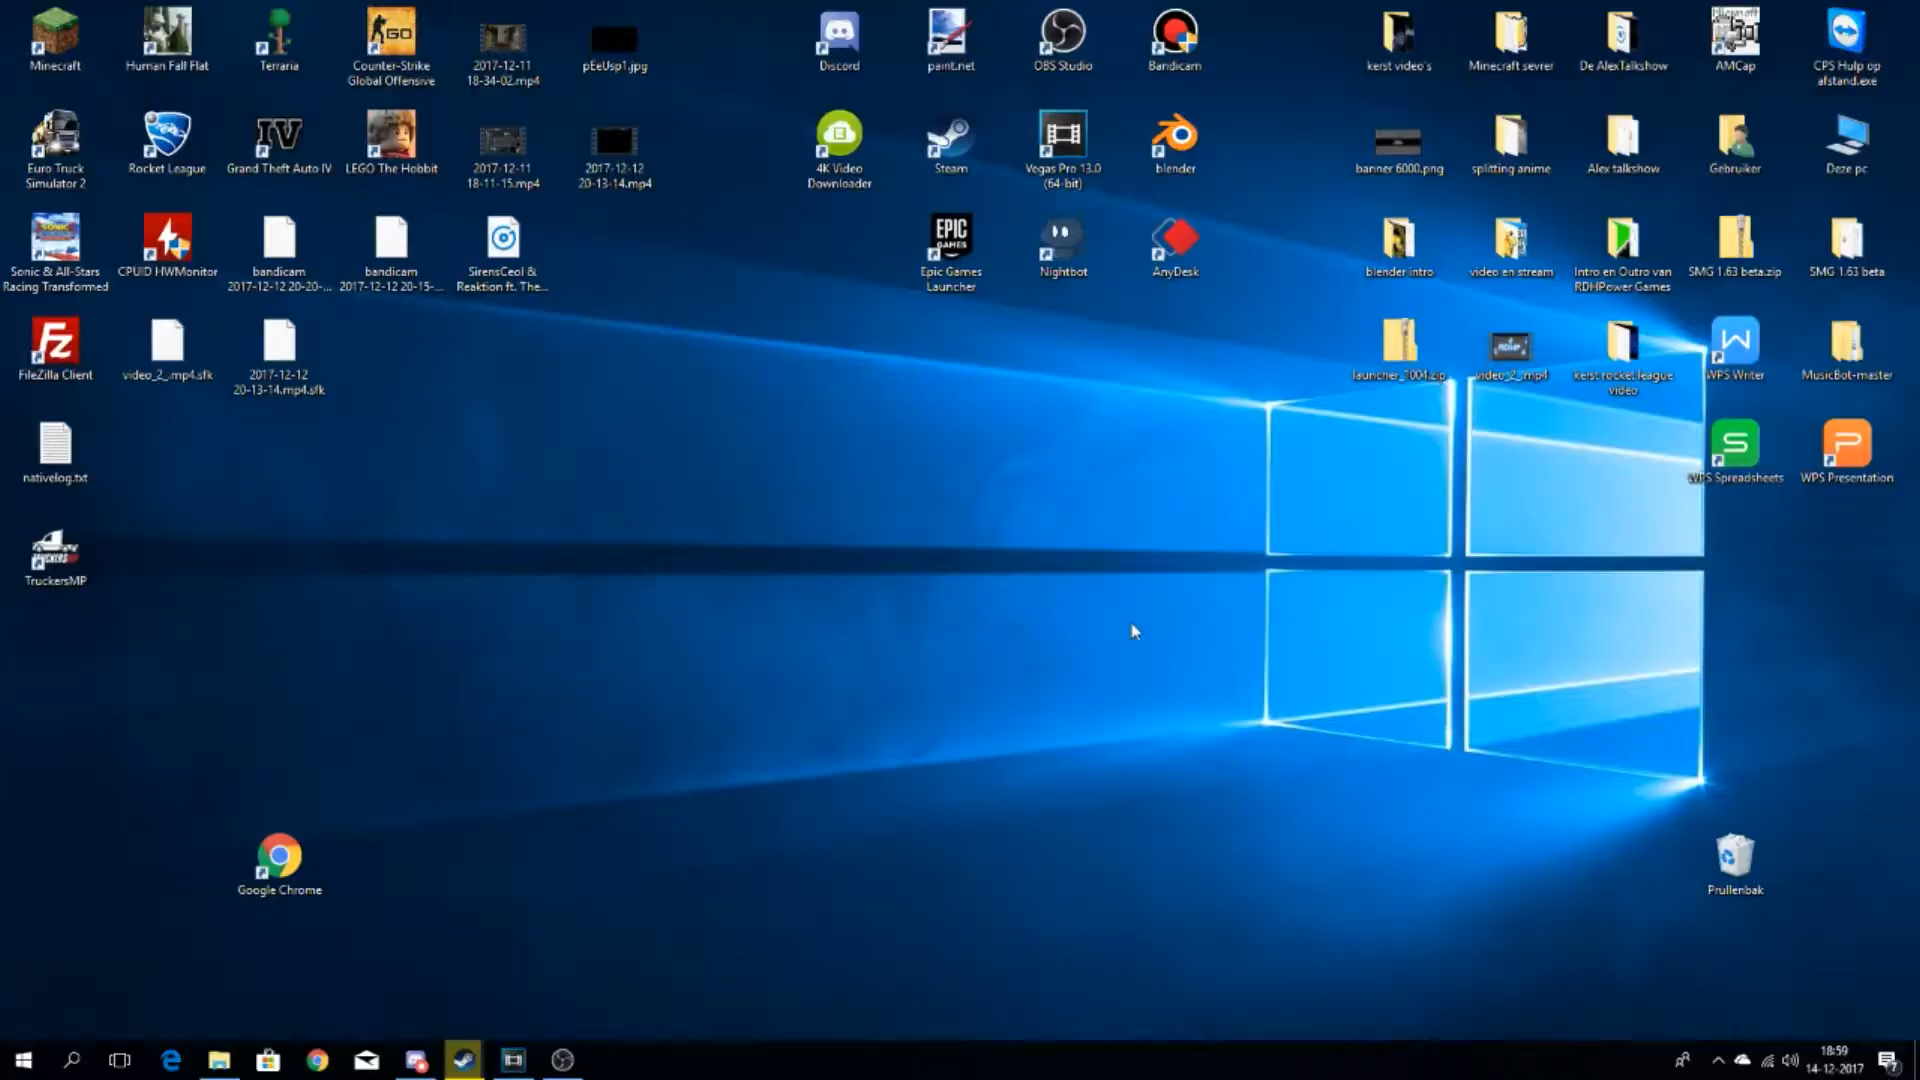 Minecraft
Human Fall Flat
Terraria
Counter-Strike
Global Offensive
2017-12-11
18-34-02.mp4
pEeUsp1.jpg
Discord
paint.net
OBS Studio
Bandicam
kerst video's
Minecraft sevrer
De AlexTalkshow
AMCap
CPS Hulp op
afstand.exe
Euro Truck
Simulator 2
Rocket League
Grand Theft Auto IV
LEGO The Hobbit
2017-12-11
18-11-15.mp4
2017-12-12
20-13-14.mp4
4K Video
Downloader
Steam
Vegas Pro 13.0
(64-bit)
blender
banner 6000.png
splitting anime
Alex talkshow
Gebruiker
Deze pc
Sonic & All-Stars
Racing Transformed
CPUID HWMonitor
bandicam
2017-12-12 20-20-...
bandicam
2017-12-12 20-15-...
SirensCeol &
Reaktion ft. The...
EPIC
GAMES
Epic Games
Launcher
Nightbot
AnyDesk
blender intro
video en stream
Intro en Outro van
RDHPower Games
SMG 1.63 beta.zip
SMG 1.63 beta
FileZilla Client
video_2_.mp4.sfk
2017-12-12
20-13-14.mp4.sfk
launcher_1004.zip
video_2_.mp4
kerst rocket league
video
WPS Writer
MusicBot-master
nativelog.txt
WPS Spreadsheets
WPS Presentation
TruckersMP
Google Chrome
Prullenbak
18:59
14-12-2017
7